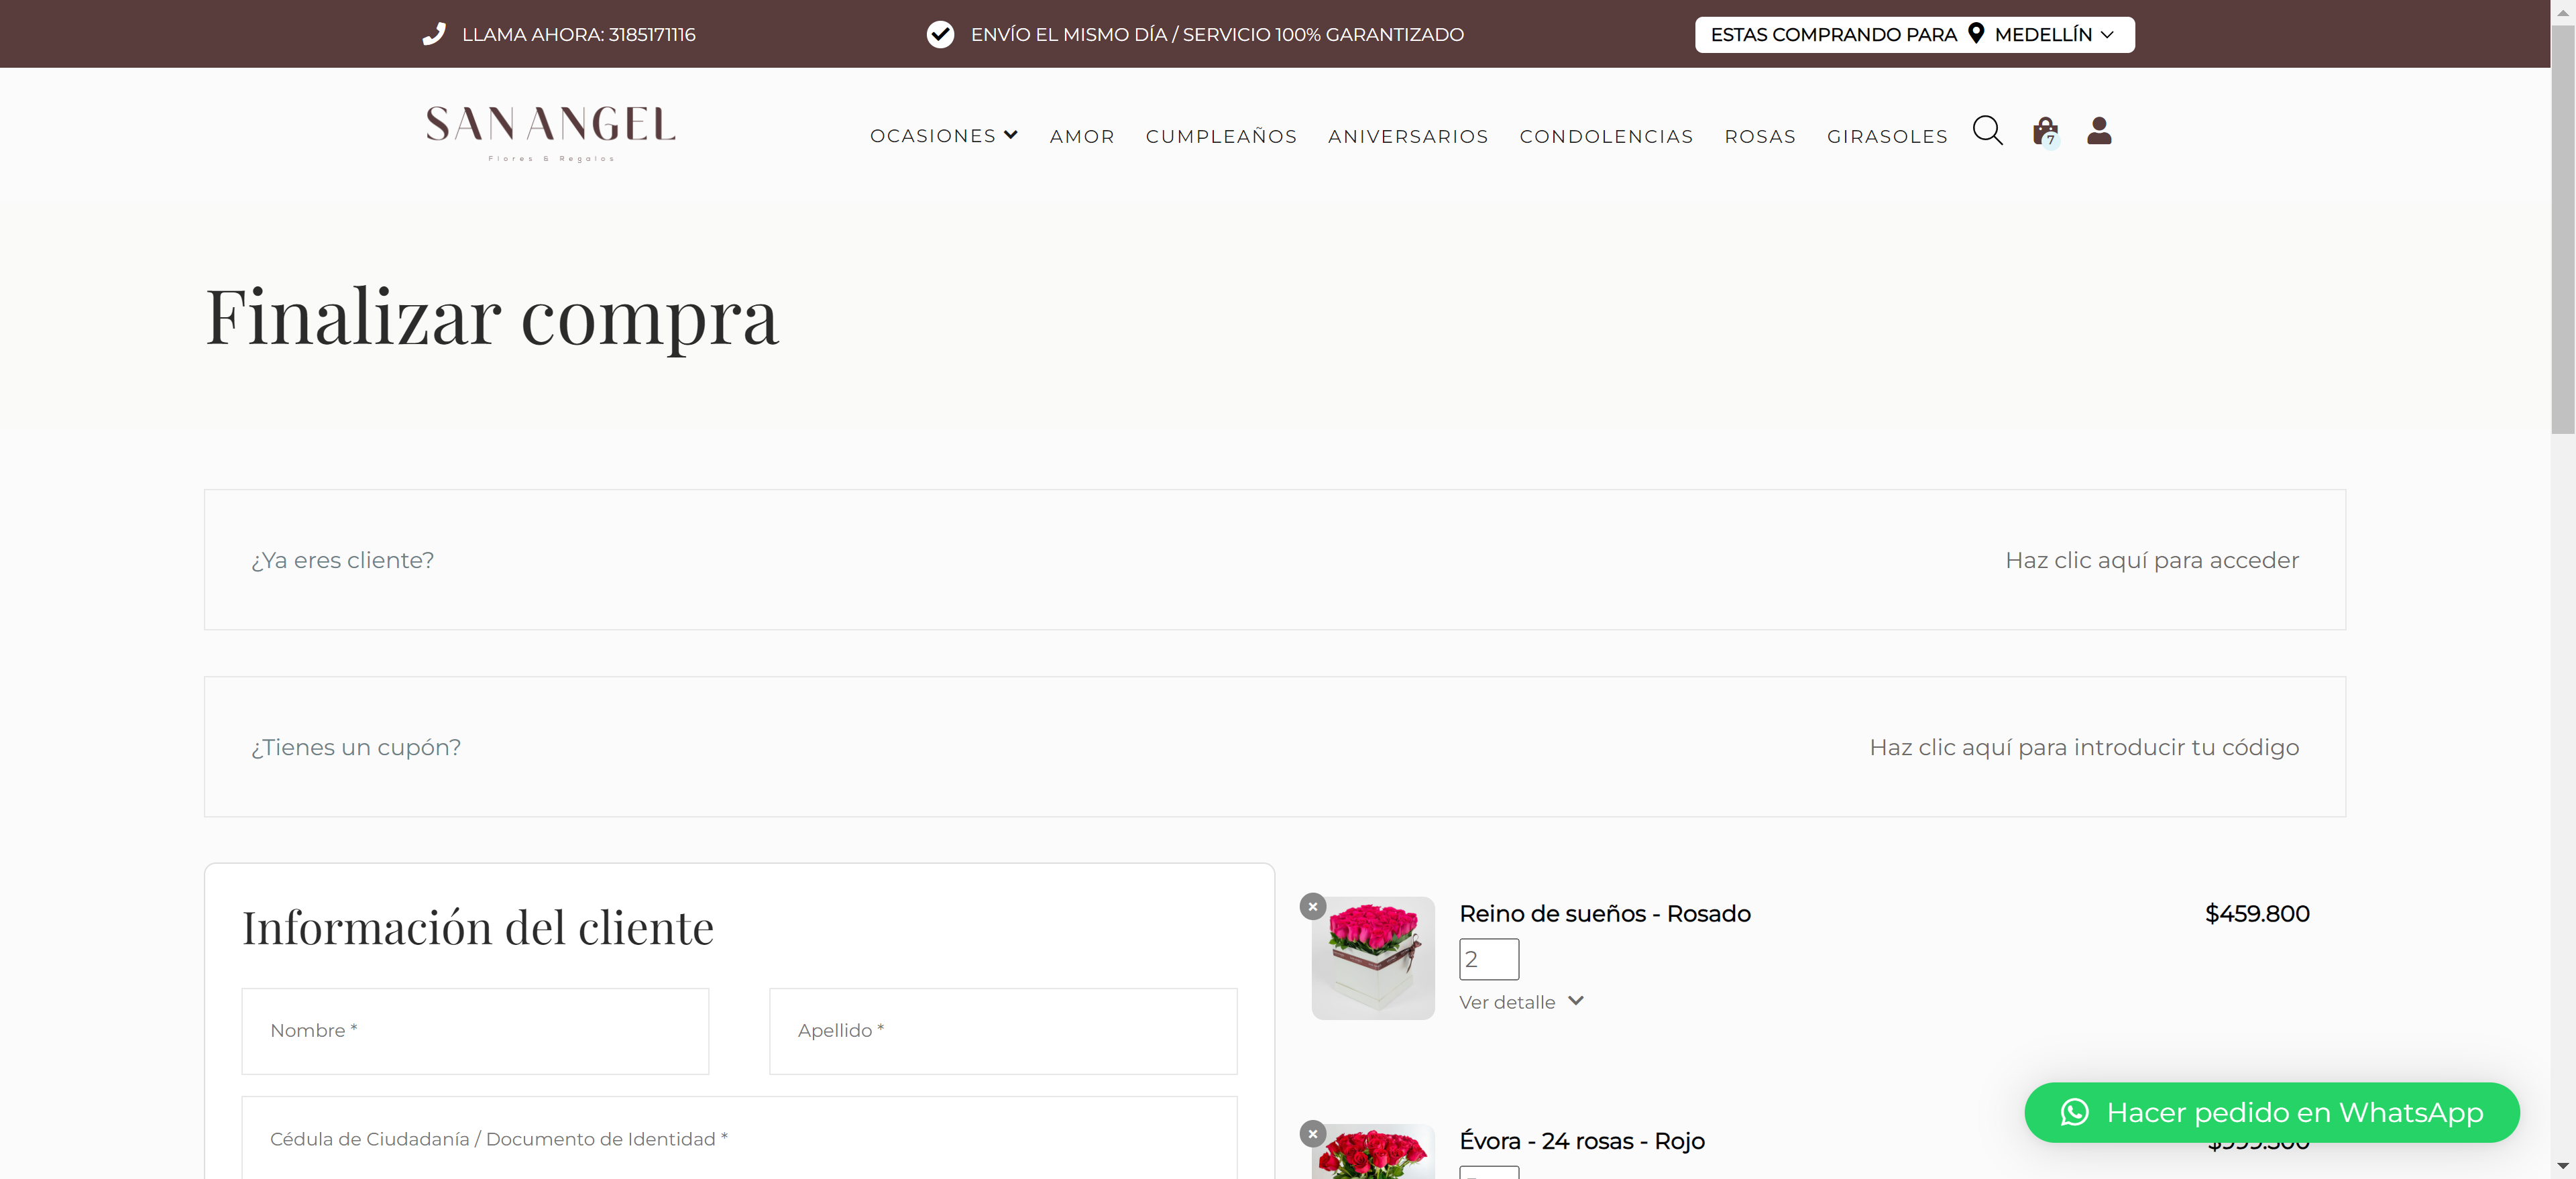 LLAMA AHORA: 3185171116
ENVÍO EL MISMO DÍA / SERVICIO 100% GARANTIZADO
ESTAS COMPRANDO PARA MEDELLÍN
SAN ANGEL
Flores & Regalos
OCASIONES AMOR CUMPLEAÑOS ANIVERSARIOS CONDOLENCIAS ROSAS GIRASOLES
7
Finalizar compra
¿Ya eres cliente?
Haz clic aquí para acceder
¿Tienes un cupón?
Haz clic aquí para introducir tu código
Información del cliente
Nombre *
Apellido *
Cédula de Ciudadanía / Documento de Identidad *
Reino de sueños - Rosado
$459.800
2
Ver detalle
Évora - 24 rosas - Rojo
Hacer pedido en WhatsApp